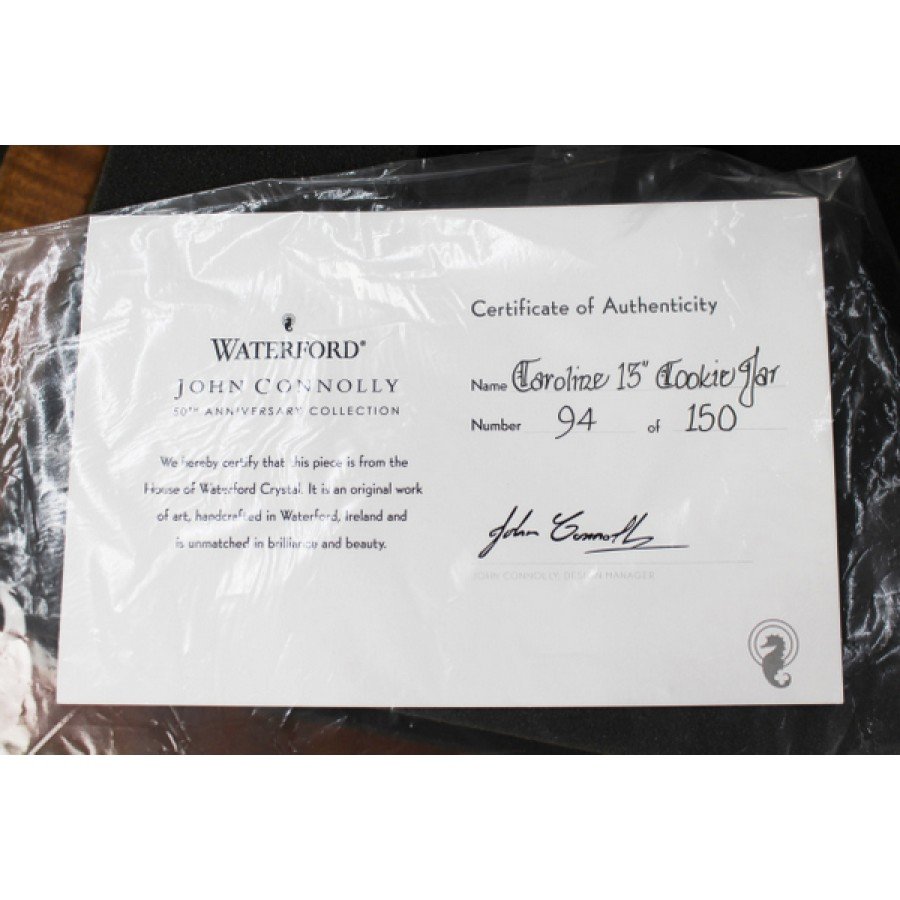 WATERFORD®
JOHN CONNOLLY
50TH ANNIVERSARY COLLECTION
We hereby certify that this piece is from the
House of Waterford Crystal. It is an original work
of art, handcrafted in Waterford, Ireland and
is unmatched in brilliance and beauty.
Certificate of Authenticity
Name Caroline 13" Cookie Jar
Number 94 of 150
John Connolly
JOHN CONNOLLY, DESIGN MANAGER